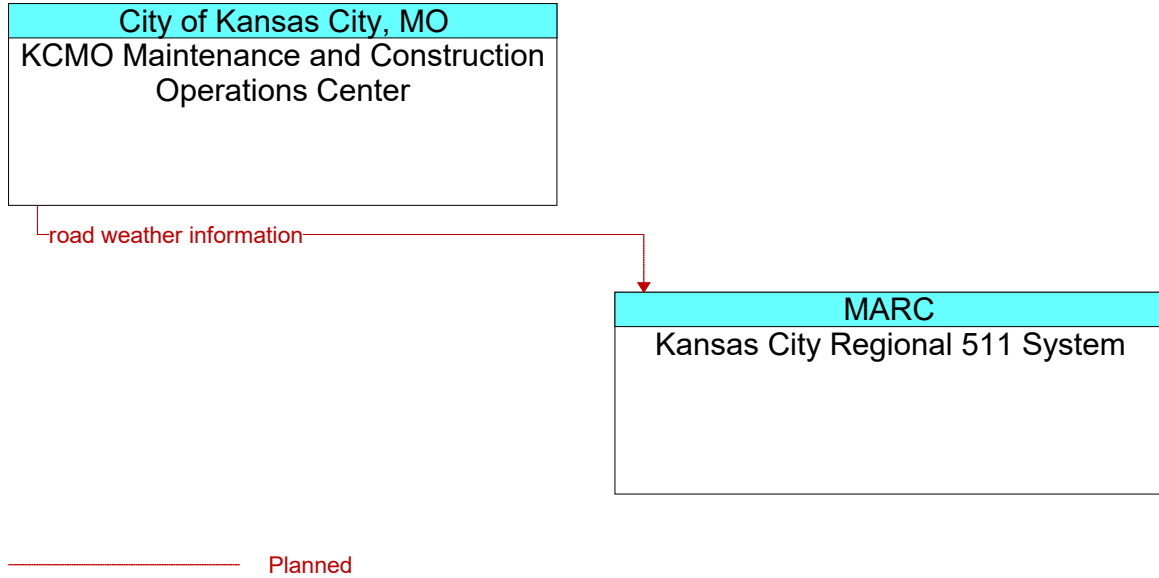 City of Kansas City, MO
KCMO Maintenance and Construction
Operations Center
road weather information
MARC
Kansas City Regional 511 System
Planned